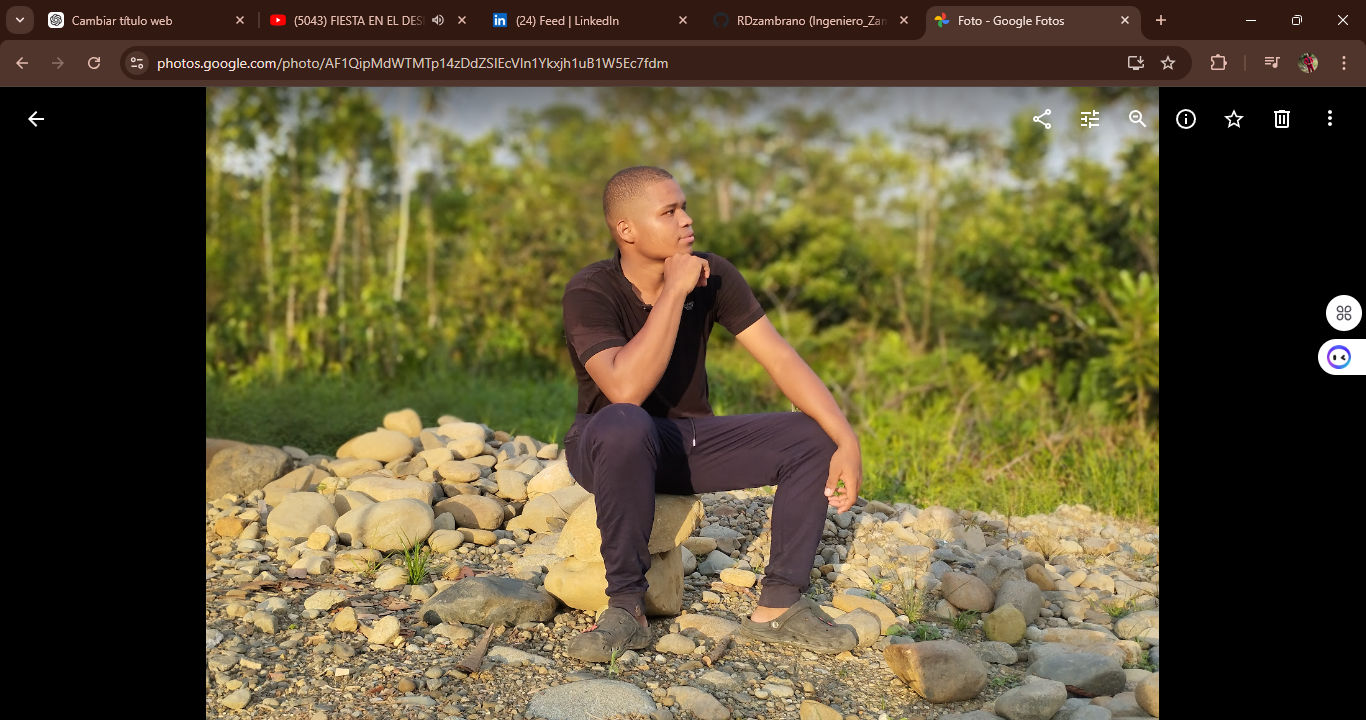 Cambiar título web
(5043) FIESTA EN EL DES
(24) Feed | LinkedIn
RDzambrano (Ingeniero_Zam
Foto - Google Fotos
photos.google.com/photo/AF1QipMdWTMTp14zDdZSIEcVIn1Ykxjh1uB1W5Ec7fdm